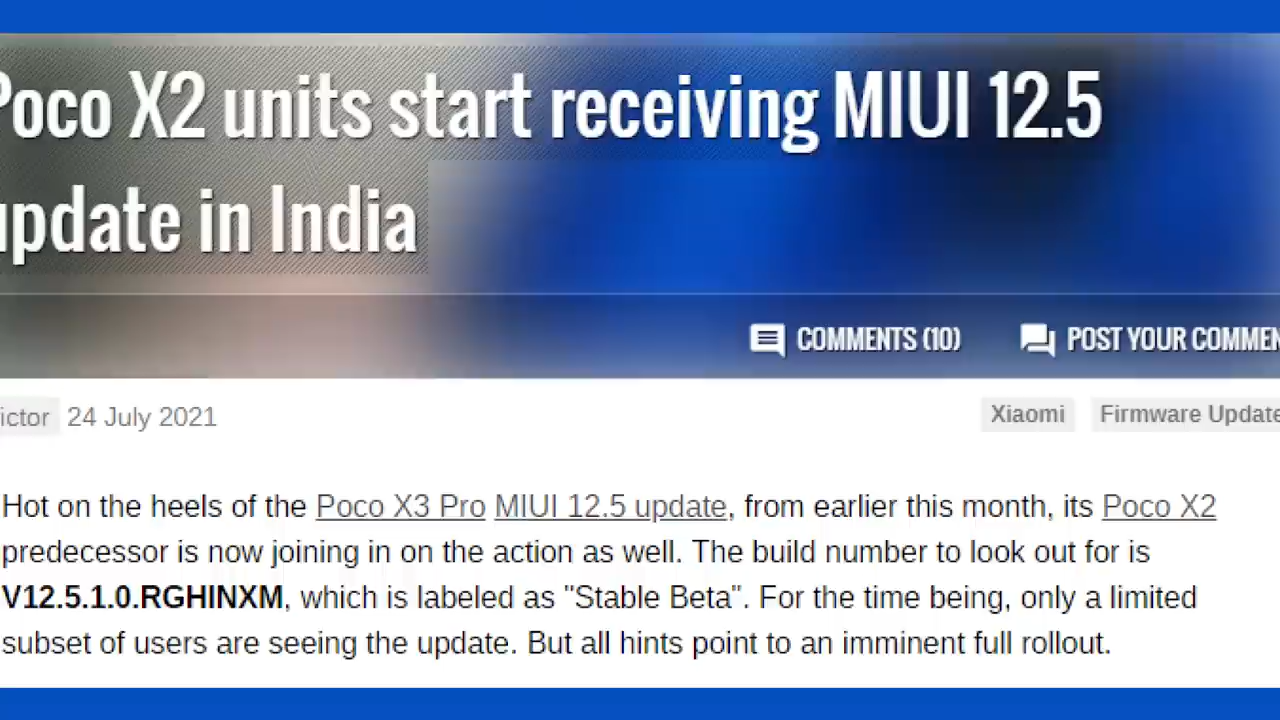 Poco X2 units start receiving MIUI 12.5
update in India
COMMENTS (10) POST YOUR COMMEN
ictor 24 July 2021 Xiaomi Firmware Update
Hot on the heels of the Poco X3 Pro MIUI 12.5 update, from earlier this month, its Poco X2
predecessor is now joining in on the action as well. The build number to look out for is
V12.5.1.0.RGHINXM, which is labeled as "Stable Beta". For the time being, only a limited
subset of users are seeing the update. But all hints point to an imminent full rollout.